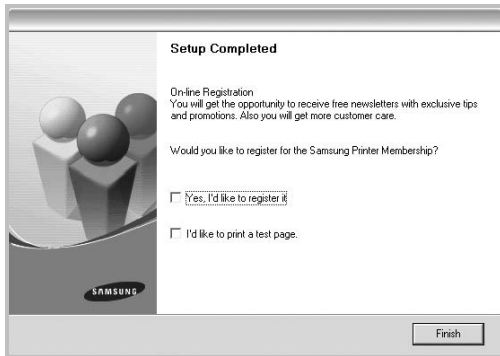 Setup Completed
On-line Registration
You will get the opportunity to receive free newsletters with exclusive tips
and promotions. Also you will get more customer care.
Would you like to register for the Samsung Printer Membership?
Yes, I'd like to register it
I'd like to print a test page.
SAMSUNG
Finish